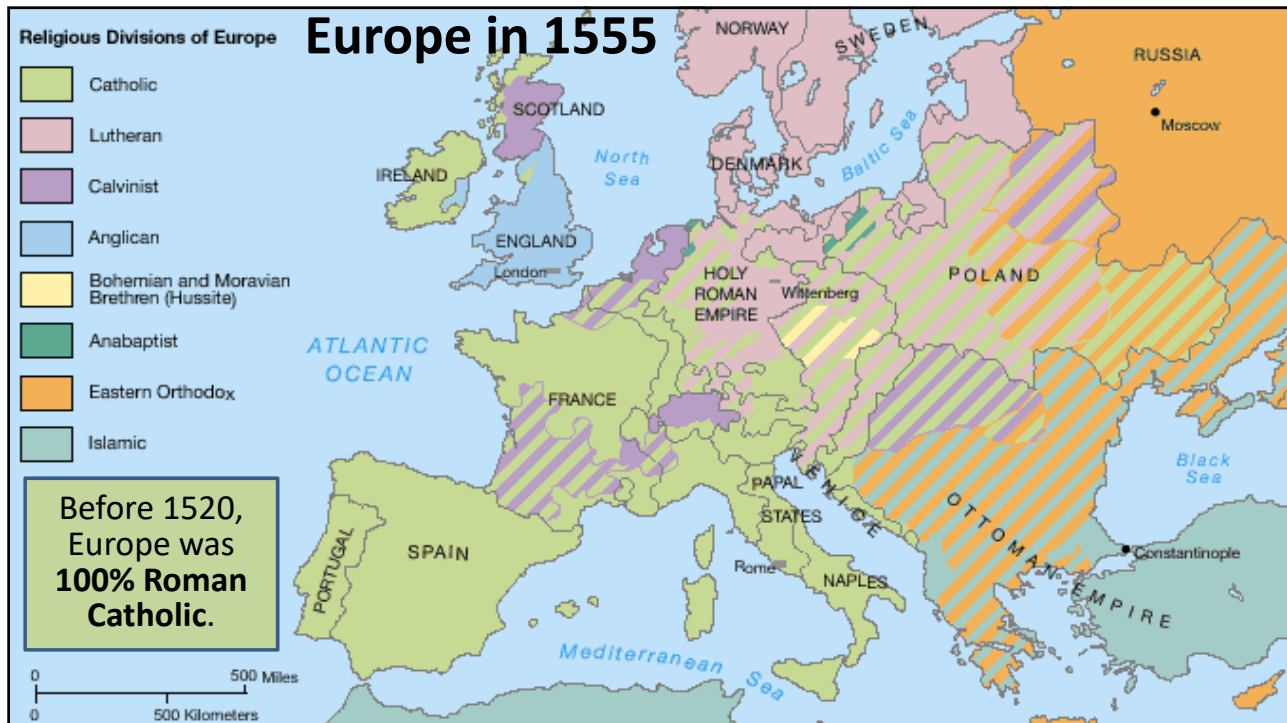 Europe in 1555
Religious Divisions of Europe
Catholic
Lutheran
Calvinist
Anglican
Bohemian and Moravian
Brethren (Hussite)
Anabaptist
Eastern Orthodox
Islamic
Before 1520,
Europe was
100% Roman
Catholic.
0
500 Miles
0
500 Kilometers
NORWAY
SWEDEN
RUSSIA
Moscow
SCOTLAND
North
Sea
DENMARK
Baltic Sea
IRELAND
ENGLAND
London
HOLY
ROMAN
EMPIRE
Wittenberg
POLAND
ATLANTIC
OCEAN
FRANCE
VENICE
Black
Sea
PAPAL
STATES
OTTOMAN EMPIRE
Constantinople
PORTUGAL
SPAIN
Rome
NAPLES
Mediterranean
Sea